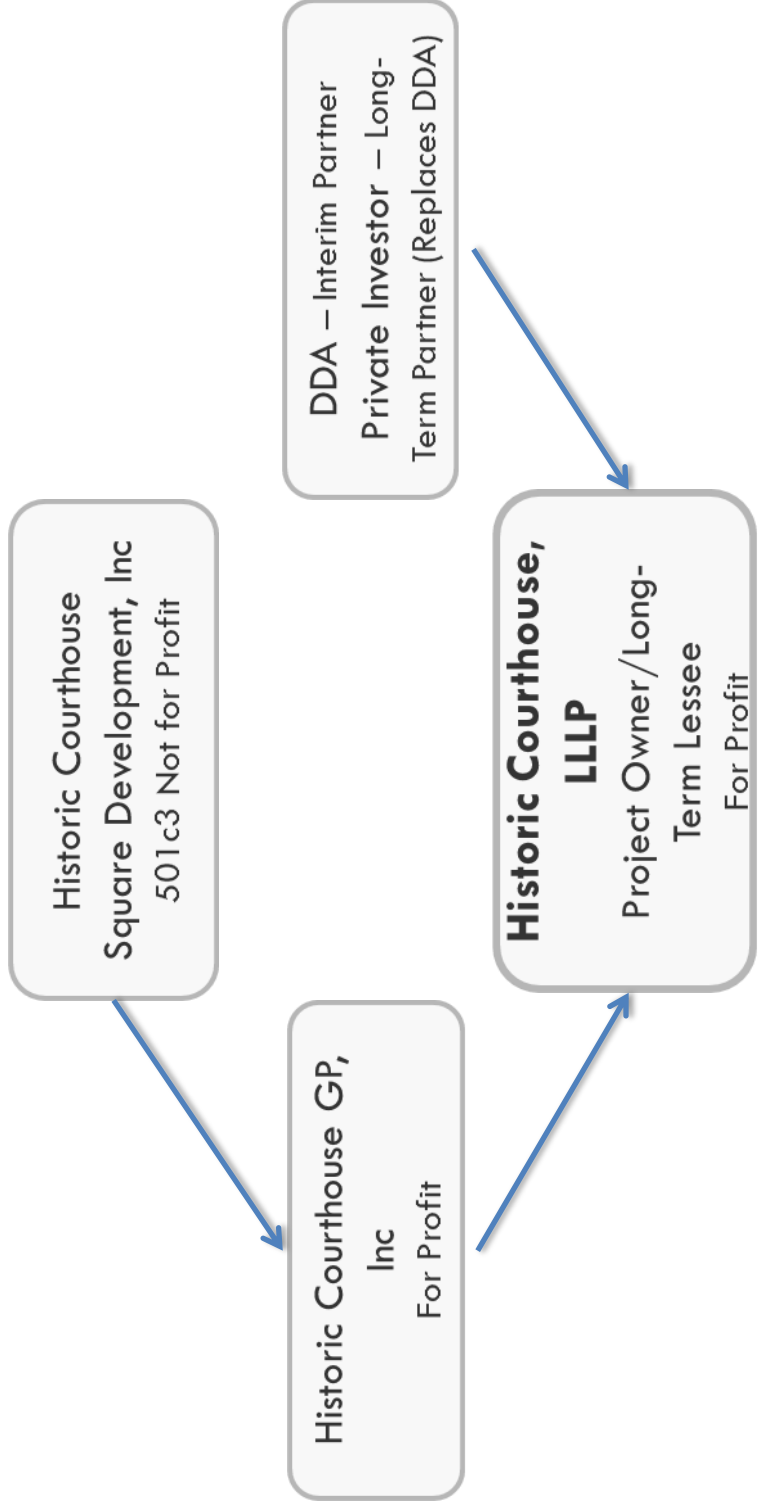 Historic Courthouse
Square Development, Inc
501c3 Not for Profit
Historic Courthouse GP,
Inc
For Profit
DDA – Interim Partner
Private Investor – Long-
Term Partner (Replaces DDA)
Historic Courthouse,
LLLP
Project Owner/Long-
Term Lessee
For Profit